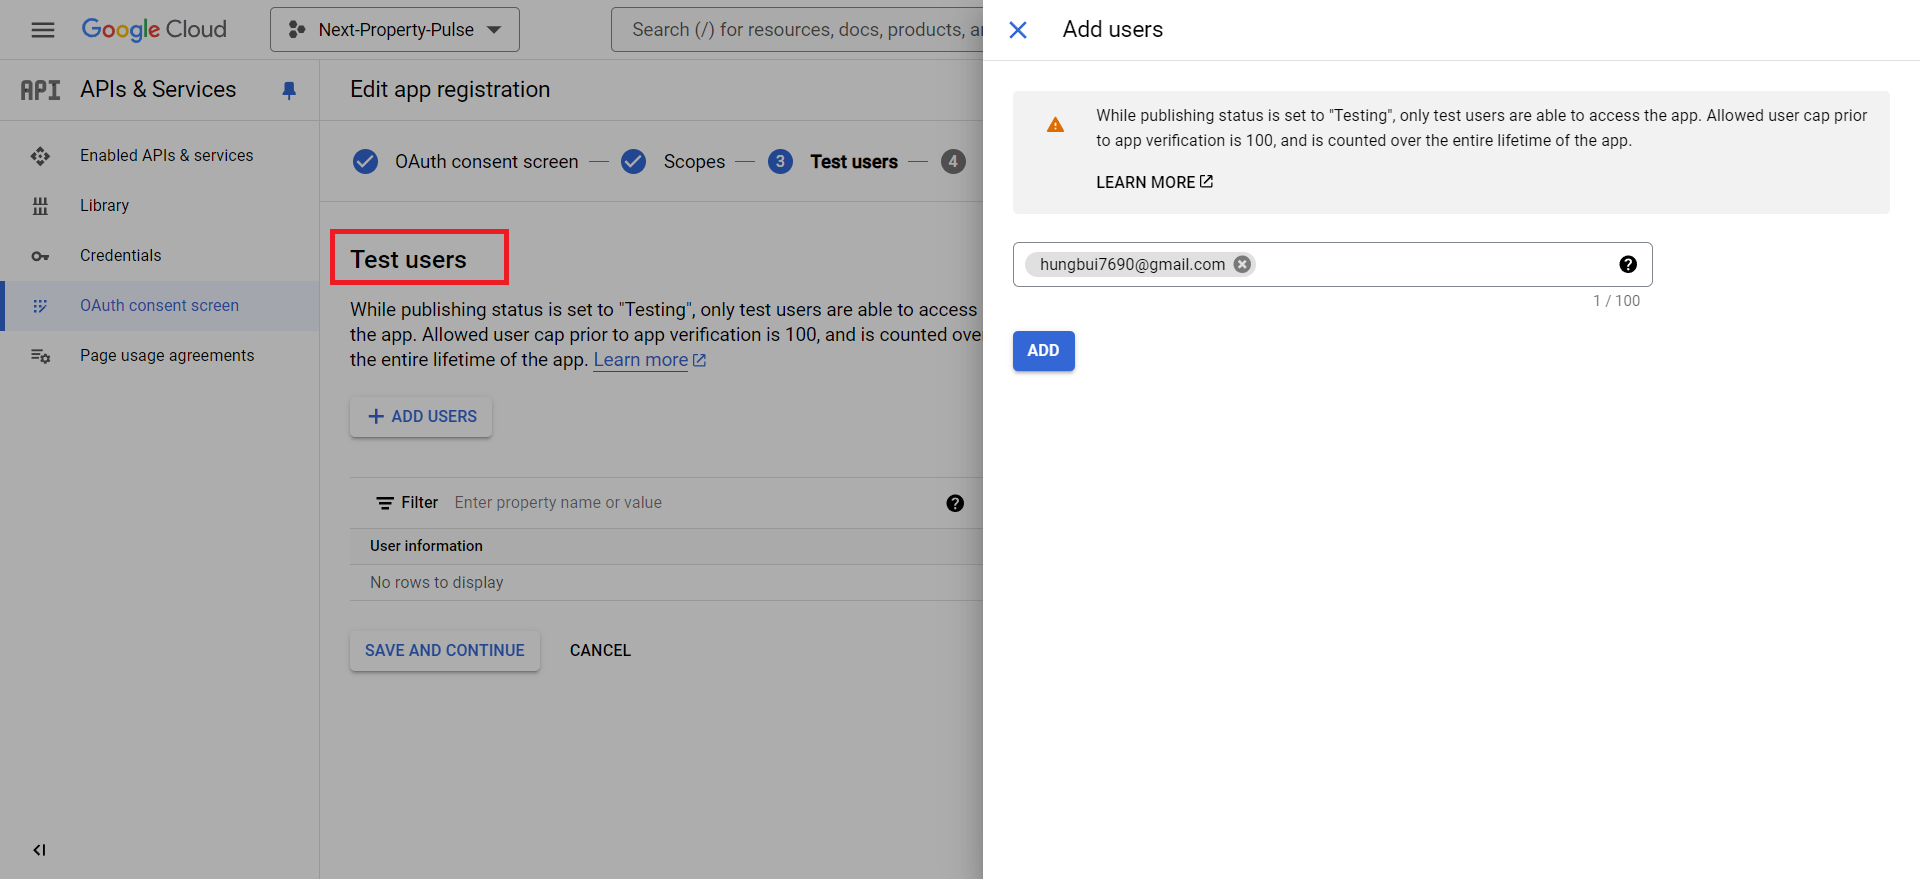 Google Cloud
Next-Property-Pulse
Search (/) for resources, docs, products, a
Add users
API
APIs & Services
Edit app registration
Enabled APIs & services
Library
Credentials
OAuth consent screen
Page usage agreements
OAuth consent screen
Scopes
3
Test users
4
Test users
While publishing status is set to "Testing", only test users are able to access
the app. Allowed user cap prior to app verification is 100, and is counted over
the entire lifetime of the app. Learn more
ADD USERS
Filter
Enter property name or value
?
User information
No rows to display
SAVE AND CONTINUE
CANCEL
While publishing status is set to "Testing", only test users are able to access the app. Allowed user cap prior
to app verification is 100, and is counted over the entire lifetime of the app.
LEARN MORE
hungbui7690@gmail.com
?
1 / 100
ADD